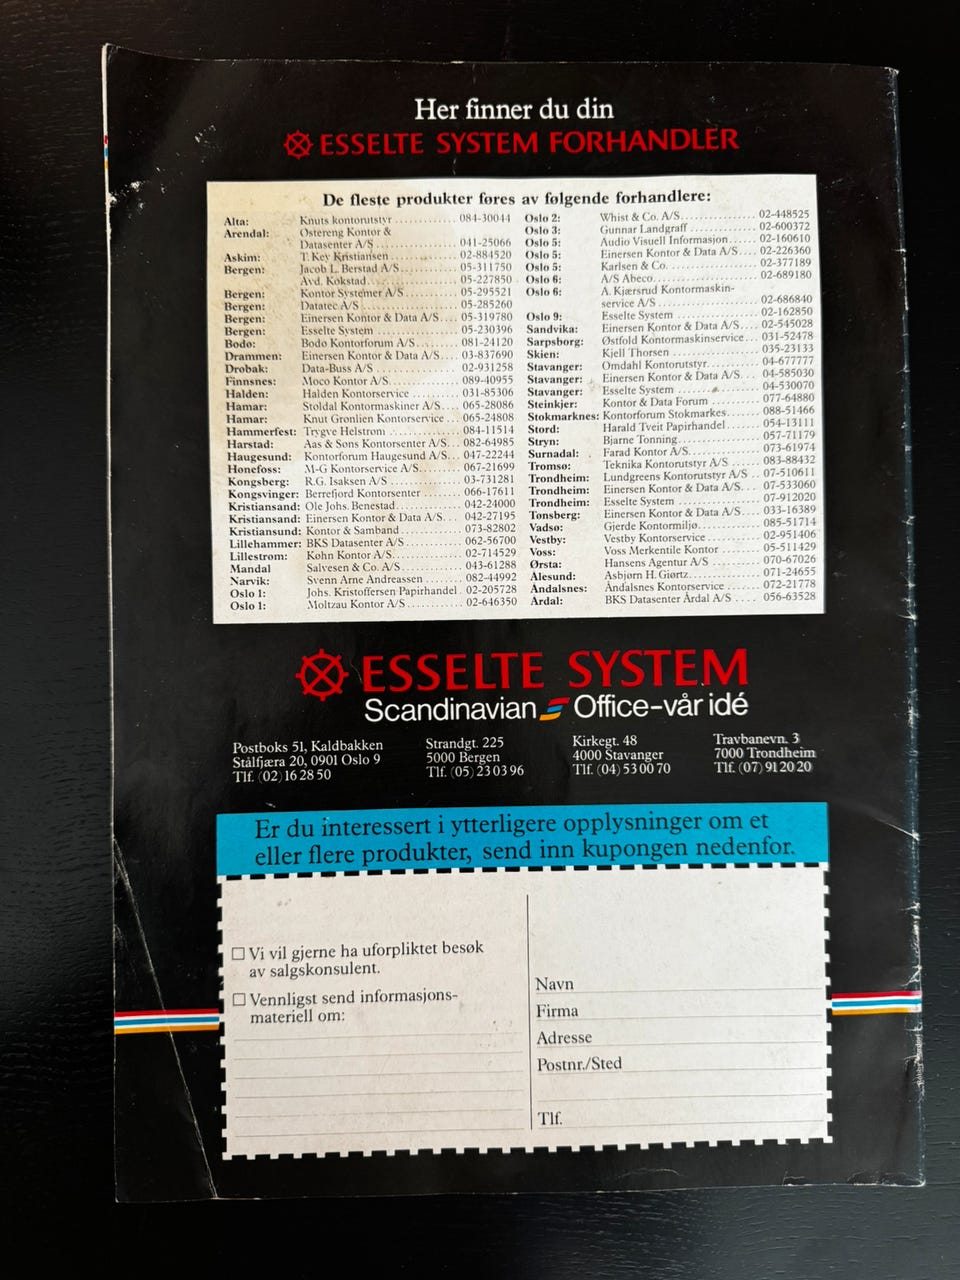 Her finner du din
ESSELTE SYSTEM FORHANDLER
De fleste produkter føres av følgende forhandlere:
Alta: Knuts kontorutstyr .............. 084-30044
Arendal: Østereng Kontor &
Datasenter A/S ................... 041-25066
Askim: T. Key Kristiansen .............. 02-884520
Bergen: Jacob L. Berstad A/S ........... 05-311750
Avd. Kokstad ...................... 05-227850
Bergen: Kontor Systemer A/S .......... 05-295521
Bergen: Datatec A/S ...................... 05-285260
Bergen: Einersen Kontor & Data A/S ... 05-319780
Bergen: Esselte System .................. 05-230396
Bodø: Bodø Kontorforum A/S ........ 081-24120
Drammen: Einersen Kontor & Data A/S ... 03-837690
Drøbak: Data-Buss A/S .................. 02-931258
Finnsnes: Moco Kontor A/S ............... 089-40955
Halden: Halden Kontorservice ......... 031-85306
Hamar: Stoldal Kontormaskiner A/S ... 065-28086
Hamar: Knut Grønlien Kontorservice ... 065-24808
Hammerfest: Trygve Helstrøm ............... 084-11514
Harstad: Aas & Sons Kontorsenter A/S ... 082-64985
Haugesund: Kontorforum Haugesund A/S .... 047-22244
Hønefoss: M-G Kontorservice A/S ........ 067-21699
Kongsberg: R.G. Isaksen A/S ................ 03-731281
Kongsvinger: Berrefjord Kontorsenter ....... 066-17611
Kristiansand: Ole Johs. Benestad ............. 042-24000
Kristiansand: Einersen Kontor & Data A/S ... 042-27195
Kristiansund: Kontor & Samband ............. 073-82802
Lillehammer: BKS Datasenter A/S ............ 062-56700
Lillestrøm: Køhn Kontor A/S ............... 02-714529
Mandal Salvesen & Co. A/S .............. 043-61288
Narvik: Svenn Arne Andreassen ........ 082-44992
Oslo 1: Johs. Kristoffersen Papirhandel . 02-205728
Oslo 1: Moltzau Kontor A/S ............ 02-646350
Oslo 2: Whist & Co. A/S ................ 02-448525
Oslo 3: Gunnar Landgraff ............... 02-600372
Oslo 5: Audio Visuell Informasjon ...... 02-160610
Oslo 5: Einersen Kontor & Data A/S ... 02-226360
Oslo 5: Karlsen & Co. .................... 02-377189
Oslo 6: A/S Abeco ........................ 02-689180
Oslo 6: A. Kjærsrud Kontormaskin-
service A/S ........................ 02-686840
Oslo 9: Esselte System ................... 02-162850
Sandvika: Einersen Kontor & Data A/S ... 02-545028
Sarpsborg: Østfold Kontormaskinservice ... 031-52478
Skien: Kjell Thorsen ..................... 035-23133
Stavanger: Omdahl Kontorutstyr ............ 04-677777
Stavanger: Einersen Kontor & Data A/S ... 04-585030
Stavanger: Esselte System ................... 04-530070
Steinkjer: Kontor & Data Forum .......... 077-64880
Stokmarknes: Kontorforum Stokmarkes ....... 088-51466
Stord: Harald Tveit Papirhandel ...... 054-13111
Stryn: Bjarne Tonning ................... 057-71179
Surnadal: Farad Kontor A/S .............. 073-61974
Tromsø: Teknika Kontorutstyr A/S ..... 083-88432
Trondheim: Lundgreens Kontorutstyr A/S . 07-510611
Trondheim: Einersen Kontor & Data A/S ... 07-533060
Trondheim: Esselte System ................... 07-912020
Tønsberg: Einersen Kontor & Data A/S ... 033-16389
Vadsø: Gjerde Kontormiljø ............. 085-51714
Vestby: Vestby Kontorservice ........... 02-951406
Voss: Voss Merkentile Kontor ........ 05-511429
Ørsta: Hansens Agentur A/S ........... 070-67026
Ålesund: Asbjørn H. Giørtz .............. 071-24655
Åndalsnes: Åndalsnes Kontorservice ....... 072-21778
Årdal: BKS Datasenter Årdal A/S .... 056-63528
ESSELTE SYSTEM
Scandinavian Office-vår idé
Postboks 51, Kaldbakken
Stålfjæra 20, 0901 Oslo 9
Tlf. (02) 16 28 50
Strandgt. 225
5000 Bergen
Tlf. (05) 23 03 96
Kirkegt. 48
4000 Stavanger
Tlf. (04) 53 00 70
Travbanevn. 3
7000 Trondheim
Tlf. (07) 91 20 20
Er du interessert i ytterligere opplysninger om et
eller flere produkter, send inn kupongen nedenfor.
Vi vil gjerne ha uforpliktet besøk
av salgskonsulent.
Vennligst send informasjons-
materiell om:
Navn
Firma
Adresse
Postnr./Sted
Tlf.